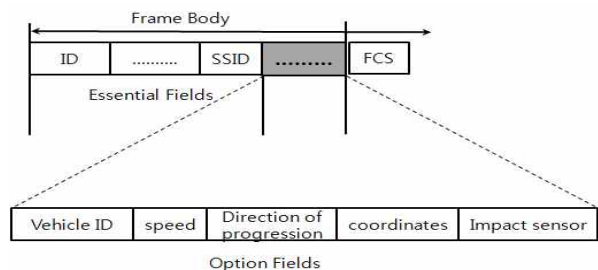 Frame Body
ID
..........
SSID
.........
FCS
Essential Fields
Vehicle ID
speed
Direction of
progression
coordinates
Impact sensor
Option Fields